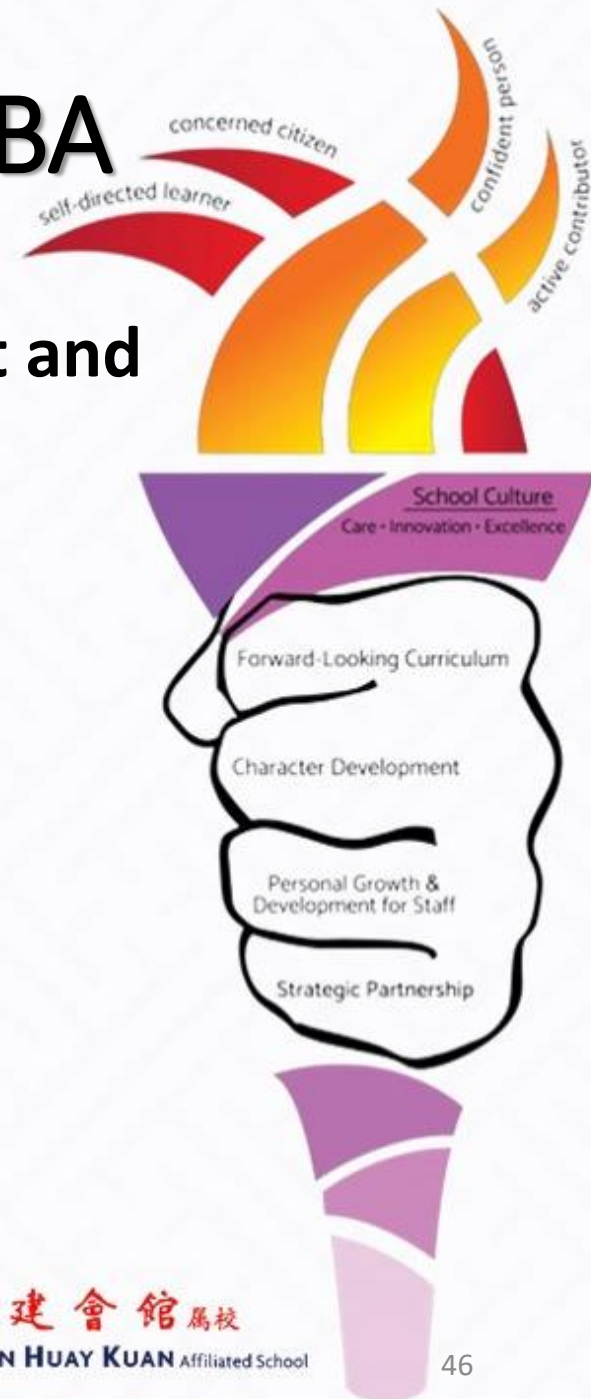 BA
concerned citizen
self-directed learner
confident person
active contributor
t and
School Culture
Care • Innovation • Excellence
Forward-Looking Curriculum
Character Development
Personal Growth &
Development for Staff
Strategic Partnership
建會館属校
N HUAY KUAN Affiliated School
46